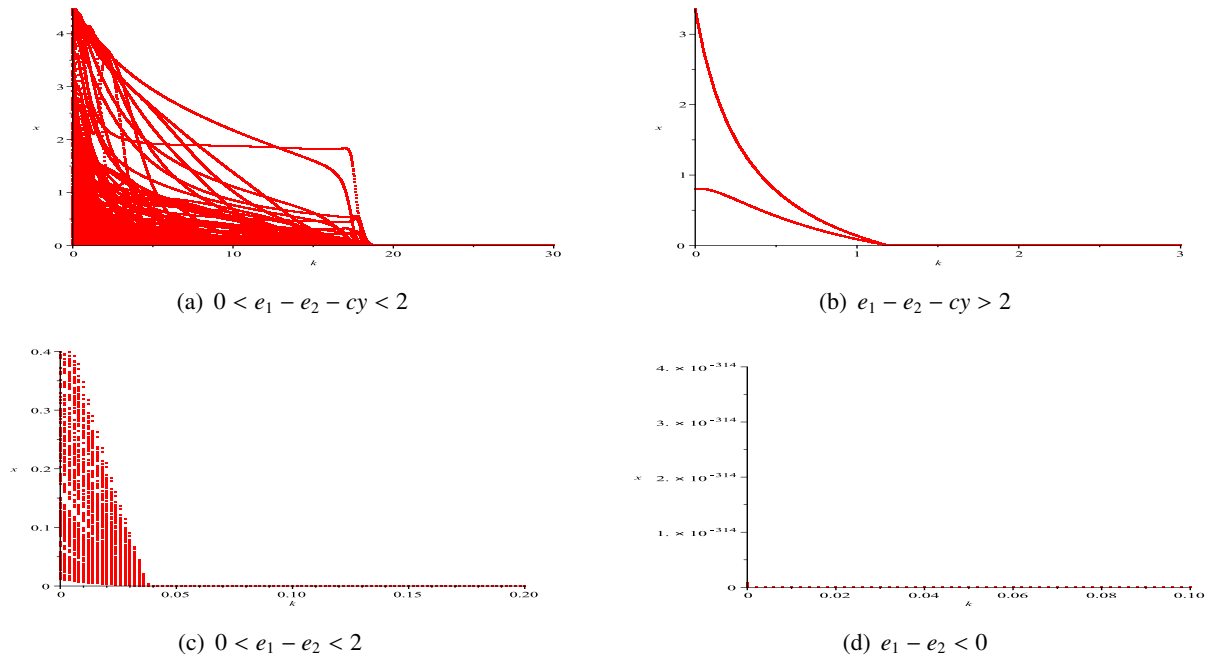 4
3
x
2
1
0
0
10
20
30
k
(a) 0 < e₁ − e₂ − cy < 2
3
2
x
1
0
0
1
2
3
k
(b) e₁ − e₂ − cy > 2
0.4
0.3
x
0.2
0.1
0
0
0.05
0.10
0.15
0.20
k
(c) 0 < e₁ − e₂ < 2
4. × 10⁻³¹⁴
3. × 10⁻³¹⁴
x
2. × 10⁻³¹⁴
1. × 10⁻³¹⁴
0
0
0.02
0.04
0.06
0.08
0.10
k
(d) e₁ − e₂ < 0